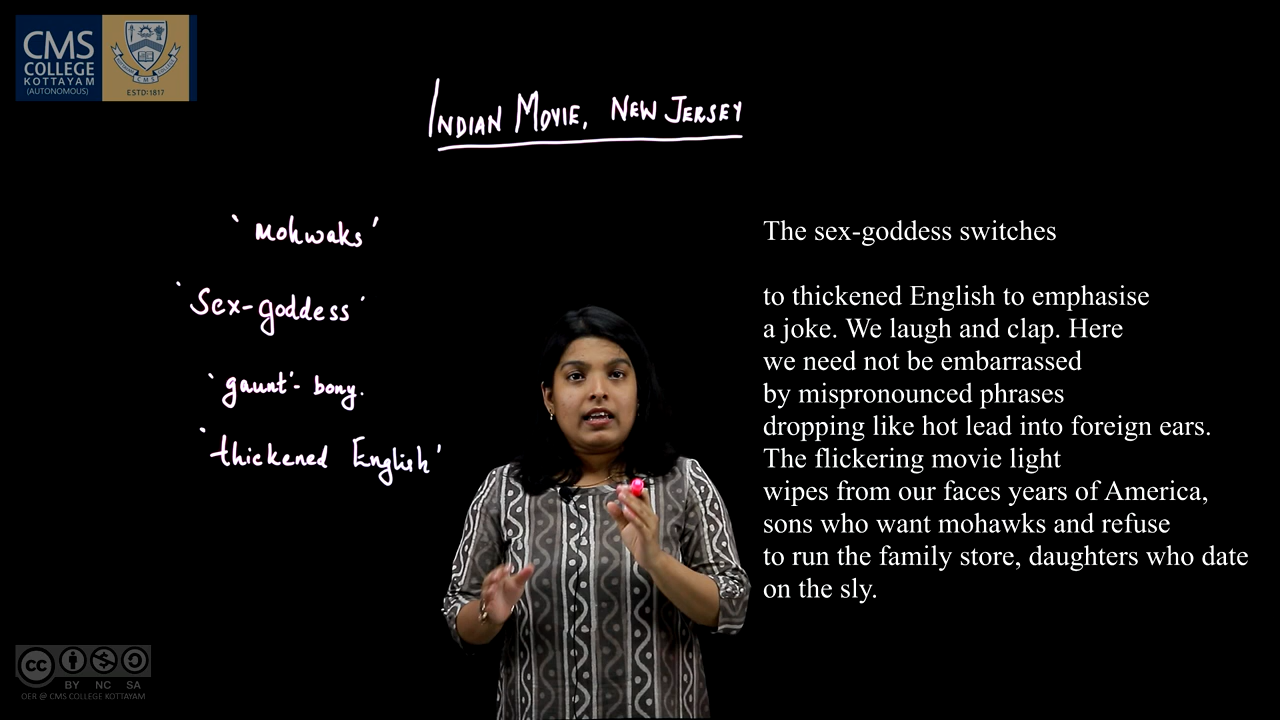 CMS
COLLEGE
KOTTAYAM
(AUTONOMOUS)
ESTD:1817
INDIAN MOVIE, NEW JERSEY
'Mohwaks'
'Sex-goddess'
'gaunt'- bony.
'thickened English'
The sex-goddess switches
to thickened English to emphasise
a joke. We laugh and clap. Here
we need not be embarrassed
by mispronounced phrases
dropping like hot lead into foreign ears.
The flickering movie light
wipes from our faces years of America,
sons who want mohawks and refuse
to run the family store, daughters who date
on the sly.
cc
BY NC SA
OER @ CMS COLLEGE KOTTAYAM